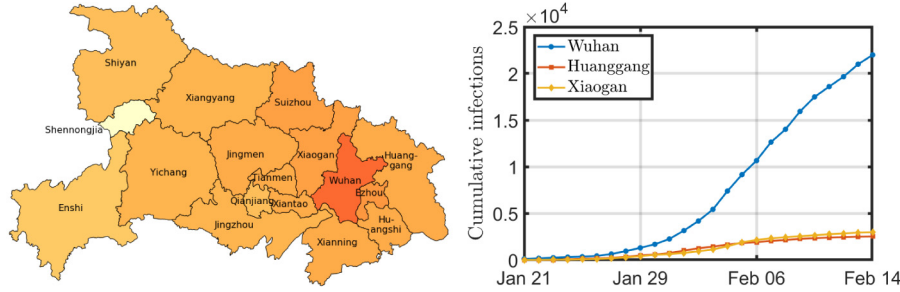 Shiyan
Xiangyang
Suizhou
Shennongjia
Jingmen
Xiaogan
Huang-
gang
Yichang
Tianmen
Wuhan
Ezhou
Enshi
Qianjiang
Xiantao
Jingzhou
Hu-
angshi
Xianning
×10⁴
2.5
2
1.5
1
0.5
0
Cumulative infections
Wuhan
Huanggang
Xiaogan
Jan 21
Jan 29
Feb 06
Feb 14